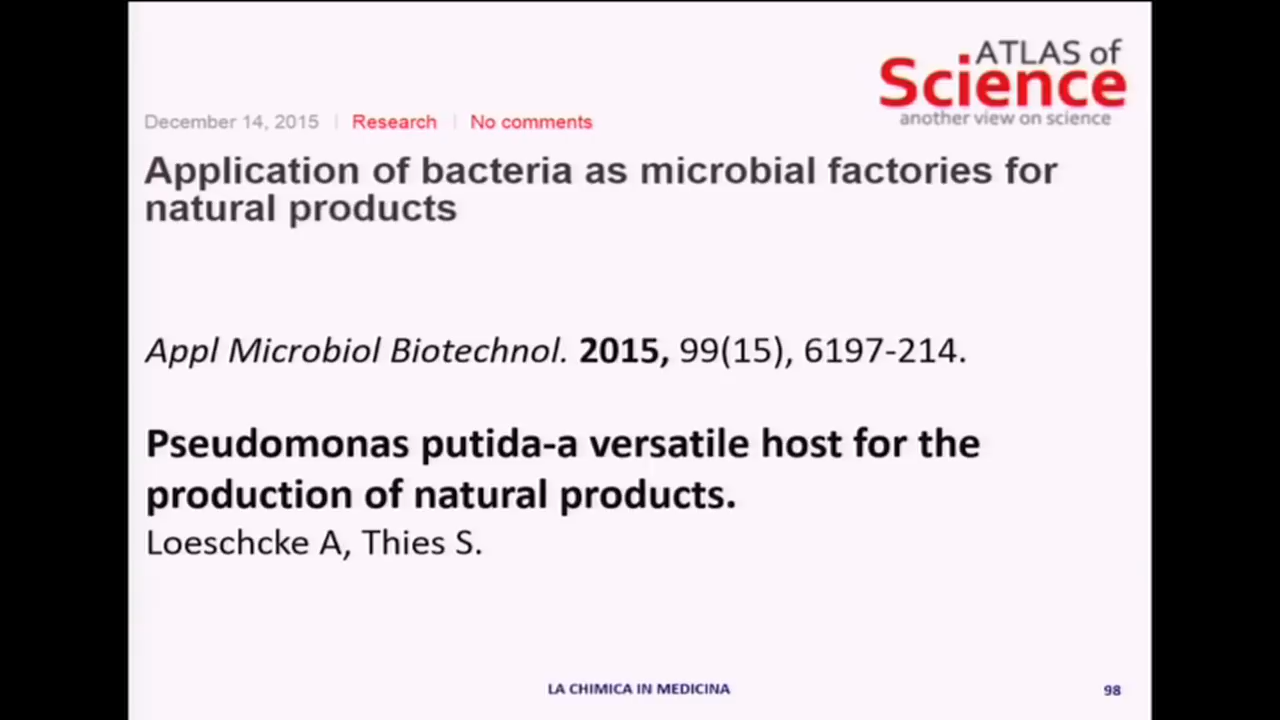 ATLAS of
Science
another view on science
December 14, 2015 | Research | No comments
Application of bacteria as microbial factories for
natural products
Appl Microbiol Biotechnol. 2015, 99(15), 6197-214.
Pseudomonas putida-a versatile host for the
production of natural products.
Loeschcke A, Thies S.
LA CHIMICA IN MEDICINA
98